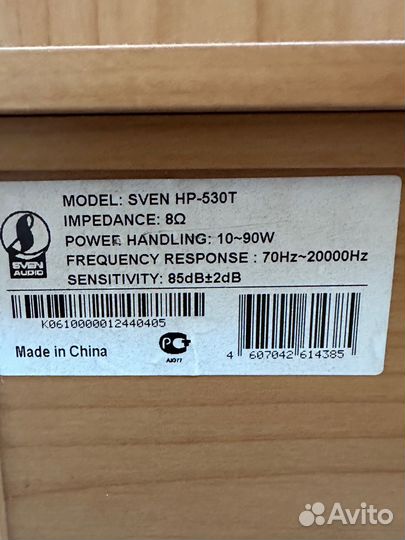 MODEL: SVEN HP-530T
IMPEDANCE: 8Ω
POWER HANDLING: 10~90W
FREQUENCY RESPONSE : 70Hz~20000Hz
SENSITIVITY: 85dB±2dB
SVEN
AUDIO
K0610000012440405
Made in China
РСТ
4 607042 614385
Avito